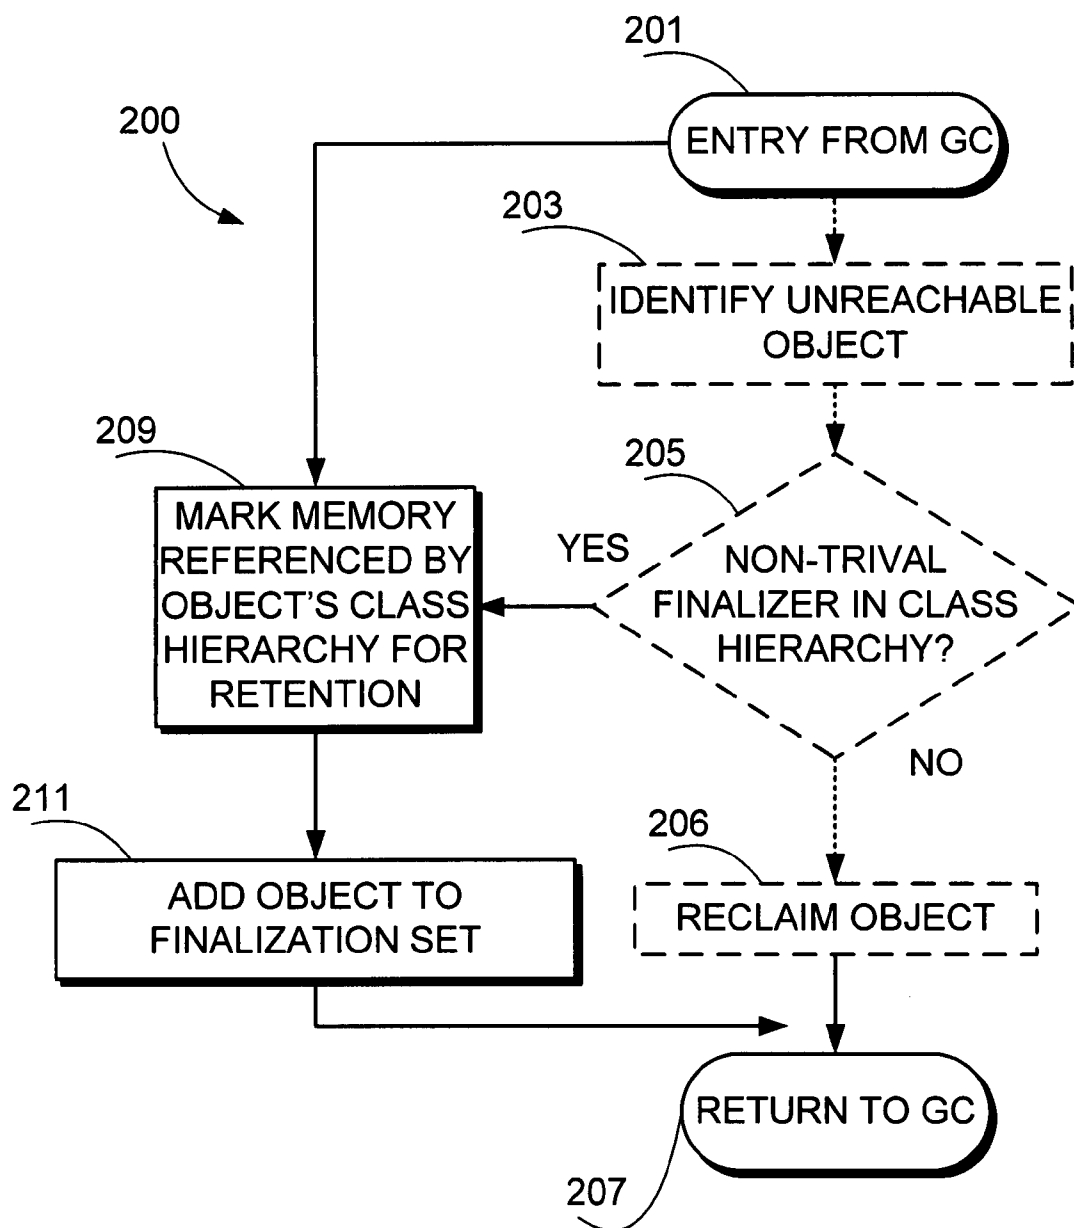 201
200
ENTRY FROM GC
203
IDENTIFY UNREACHABLE
OBJECT
209
205
MARK MEMORY
REFERENCED BY
OBJECT'S CLASS
HIERARCHY FOR
RETENTION
YES
NON-TRIVAL
FINALIZER IN CLASS
HIERARCHY?
NO
211
206
ADD OBJECT TO
FINALIZATION SET
RECLAIM OBJECT
RETURN TO GC
207